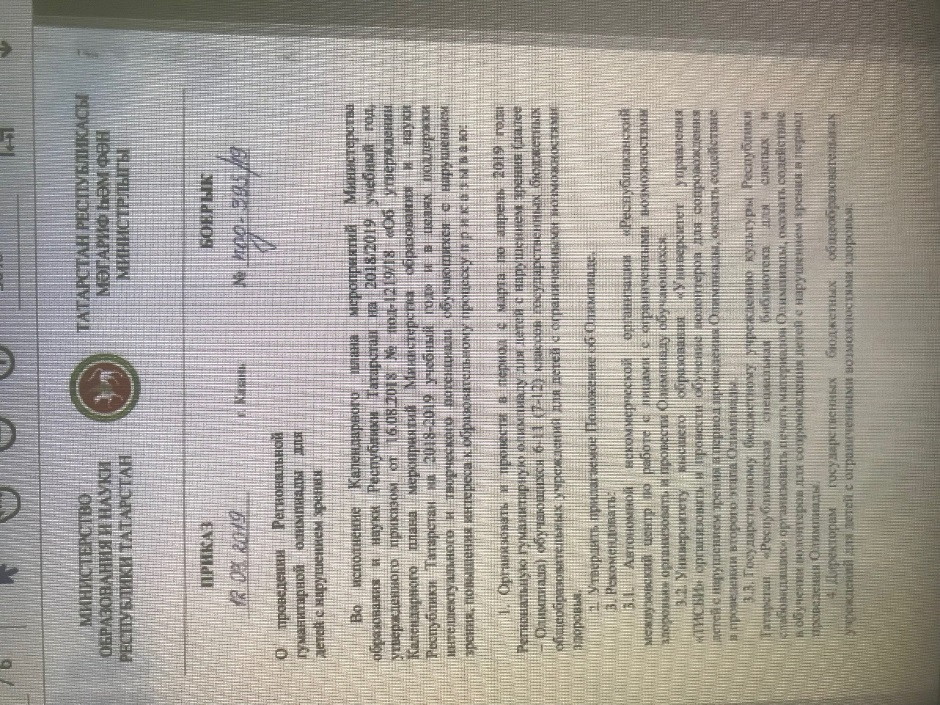 / 6
МИНИСТЕРСТВО
ОБРАЗОВАНИЯ И НАУКИ
РЕСПУБЛИКИ ТАТАРСТАН
ТАТАРСТАН РЕСПУБЛИКАСЫ
МӘГАРИФ ҺӘМ ФӘН
МИНИСТРЛЫГЫ
ПРИКАЗ
БОЕРЫК
г. Казань
№ под-395/19
О проведении Региональной
гуманитарной олимпиады для
детей с нарушением зрения
Во исполнение Календарного плана мероприятий Министерства
образования и науки Республики Татарстан на 2018/2019 учебный год,
утвержденного приказом от 16.08.2018 № под-1219/18 «Об утверждении
Календарного плана мероприятий Министерства образования и науки
Республики Татарстан на 2018-2019 учебный год» и в целях поддержки
интеллектуального и творческого потенциала обучающихся с нарушением
зрения, повышения интереса к образовательному процессу п р и к а з ы в а ю:
1. Организовать и провести в период с марта по апрель 2019 года
Региональную гуманитарную олимпиаду для детей с нарушением зрения (далее
– Олимпиада) обучающихся 6-11 (7-12) классов государственных бюджетных
общеобразовательных учреждений для детей с ограниченными возможностями
здоровья.
2. Утвердить прилагаемое Положение об Олимпиаде.
3. Рекомендовать:
3.1. Автономной некоммерческой организации «Республиканский
межвузовский центр по работе с лицами с ограниченными возможностями
здоровья» организовать и провести Олимпиаду обучающихся.
3.2. Университету высшего образования «Университет управления
«ТИСБИ» организовать и провести обучение волонтеров для сопровождения
детей с нарушением зрения в период проведения Олимпиады, оказать содействие
в проведении второго этапа Олимпиады.
3.3. Государственному бюджетному учреждению культуры Республики
Татарстан «Республиканская специальная библиотека для слепых и
слабовидящих» организовать печать материалов Олимпиады, оказать содействие
в обучении волонтеров для сопровождения детей с нарушением зрения в период
проведения Олимпиады.
4. Директорам государственных бюджетных общеобразовательных
учреждений для детей с ограниченными возможностями здоровья: